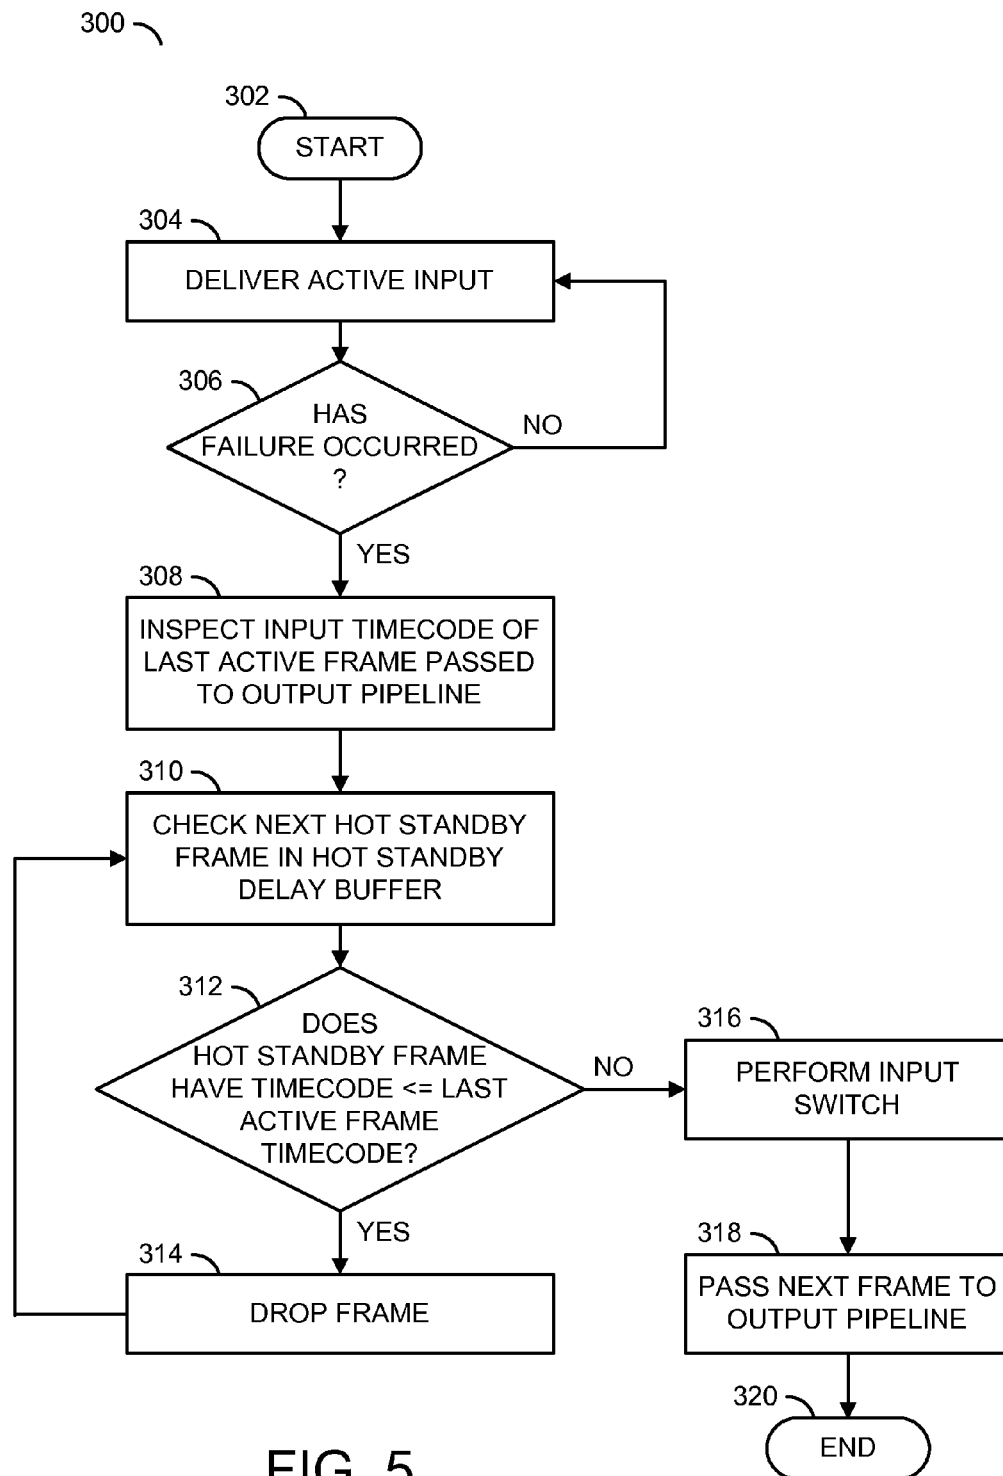 300
302
START
304
DELIVER ACTIVE INPUT
306
HAS
FAILURE OCCURRED
?
NO
YES
308
INSPECT INPUT TIMECODE OF
LAST ACTIVE FRAME PASSED
TO OUTPUT PIPELINE
310
CHECK NEXT HOT STANDBY
FRAME IN HOT STANDBY
DELAY BUFFER
312
DOES
HOT STANDBY FRAME
HAVE TIMECODE <= LAST
ACTIVE FRAME
TIMECODE?
NO
YES
314
DROP FRAME
316
PERFORM INPUT
SWITCH
318
PASS NEXT FRAME TO
OUTPUT PIPELINE
320
END
FIG. 5